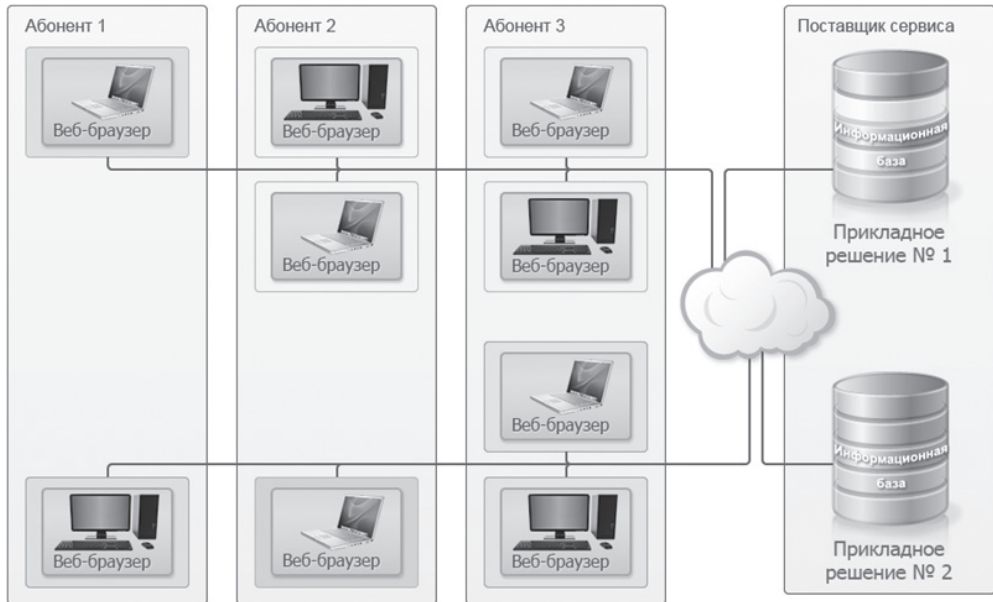 Абонент 1
Абонент 2
Абонент 3
Поставщик сервиса
Веб-браузер
Веб-браузер
Веб-браузер
Информационная
база
Прикладное
решение № 1
Веб-браузер
Веб-браузер
Веб-браузер
Информационная
база
Веб-браузер
Веб-браузер
Веб-браузер
Прикладное
решение № 2